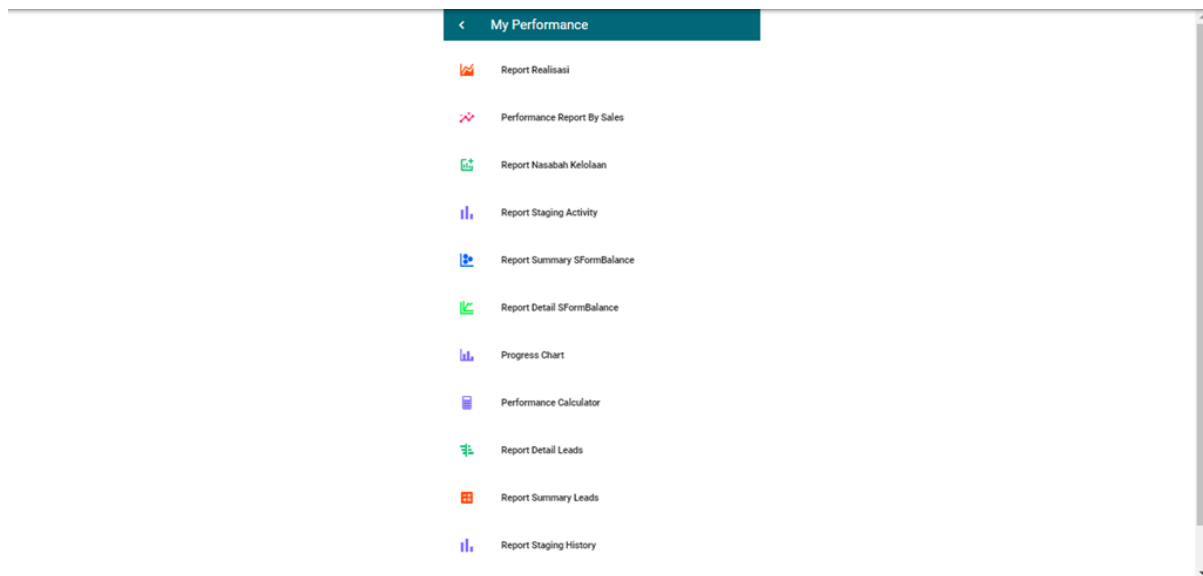 My Performance
Report Realisasi
Performance Report By Sales
Report Nasabah Kelolaan
Report Staging Activity
Report Summary SFormBalance
Report Detail SFormBalance
Progress Chart
Performance Calculator
Report Detail Leads
Report Summary Leads
Report Staging History